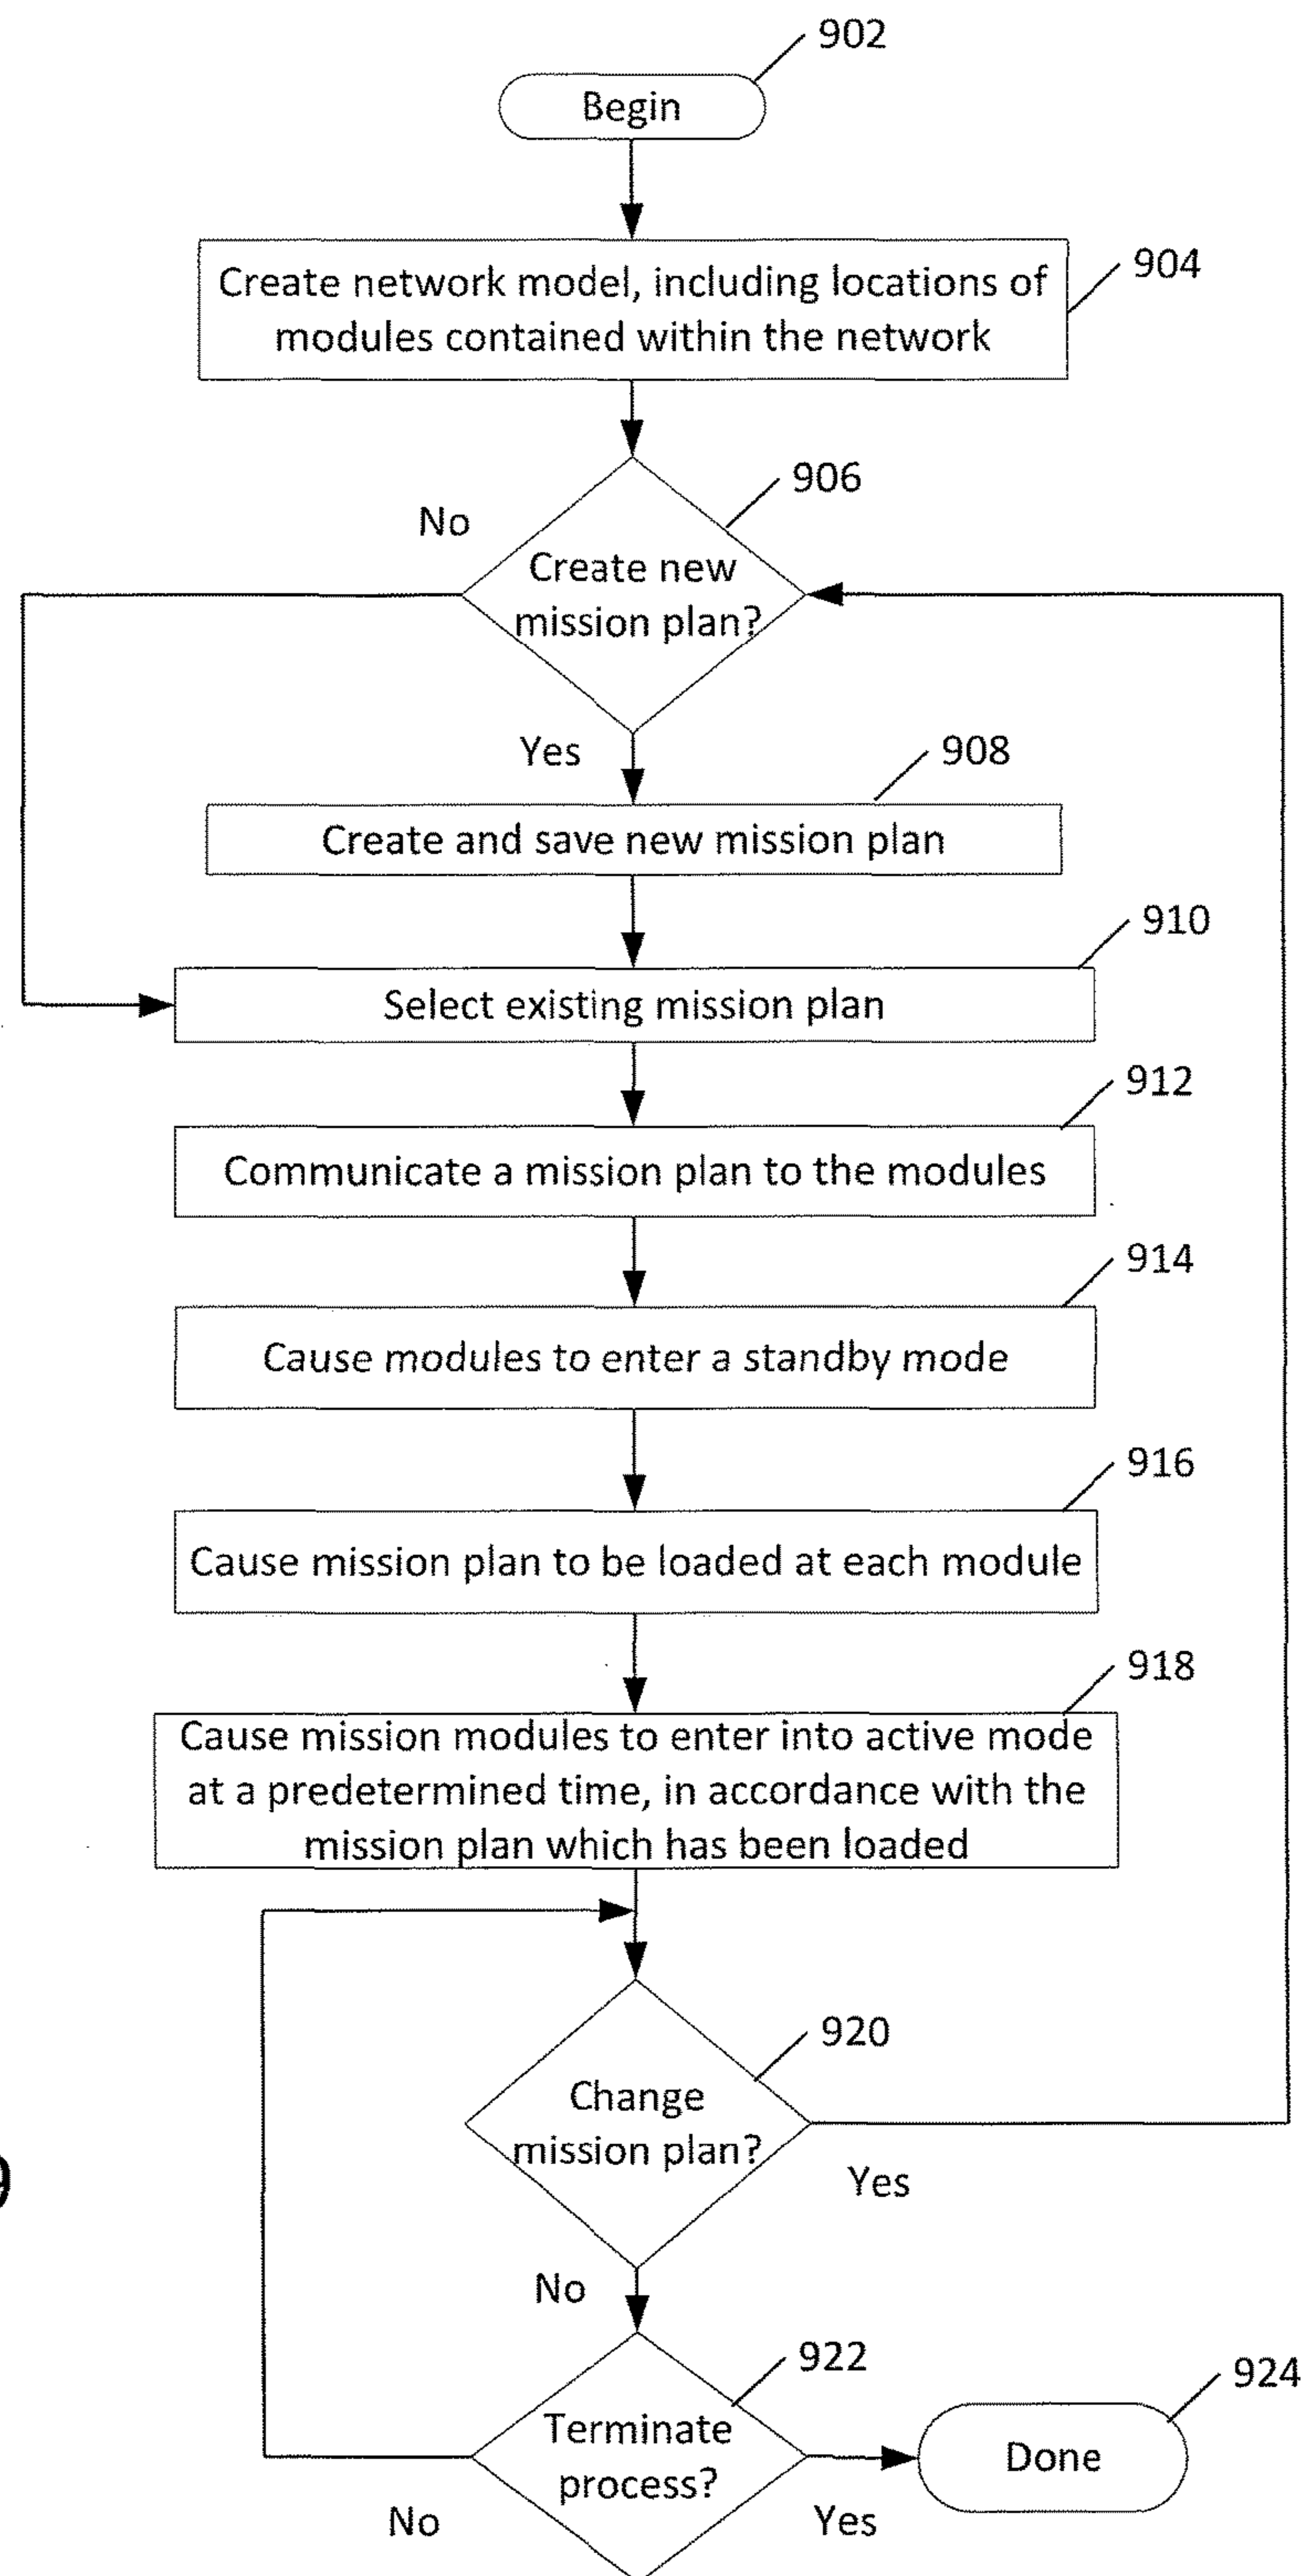 902
Begin
904
Create network model, including locations of
modules contained within the network
906
No
Create new
mission plan?
Yes
908
Create and save new mission plan
910
Select existing mission plan
912
Communicate a mission plan to the modules
914
Cause modules to enter a standby mode
916
Cause mission plan to be loaded at each module
918
Cause mission modules to enter into active mode
at a predetermined time, in accordance with the
mission plan which has been loaded
920
Change
mission plan?
Yes
No
922
924
Terminate
process?
Done
No
Yes